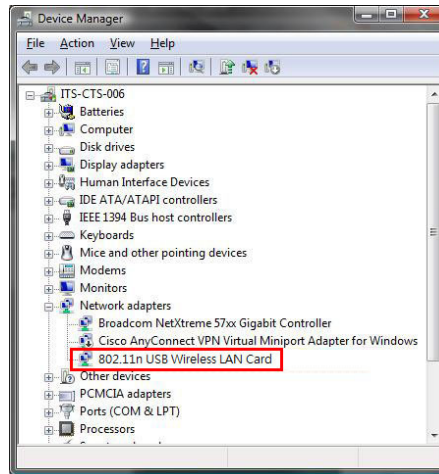 Device Manager
File Action View Help
ITS-CTS-006
Batteries
Computer
Disk drives
Display adapters
Human Interface Devices
IDE ATA/ATAPI controllers
IEEE 1394 Bus host controllers
Keyboards
Mice and other pointing devices
Modems
Monitors
Network adapters
Broadcom NetXtreme 57xx Gigabit Controller
Cisco AnyConnect VPN Virtual Miniport Adapter for Windows
802.11n USB Wireless LAN Card
Other devices
PCMCIA adapters
Ports (COM & LPT)
Processors